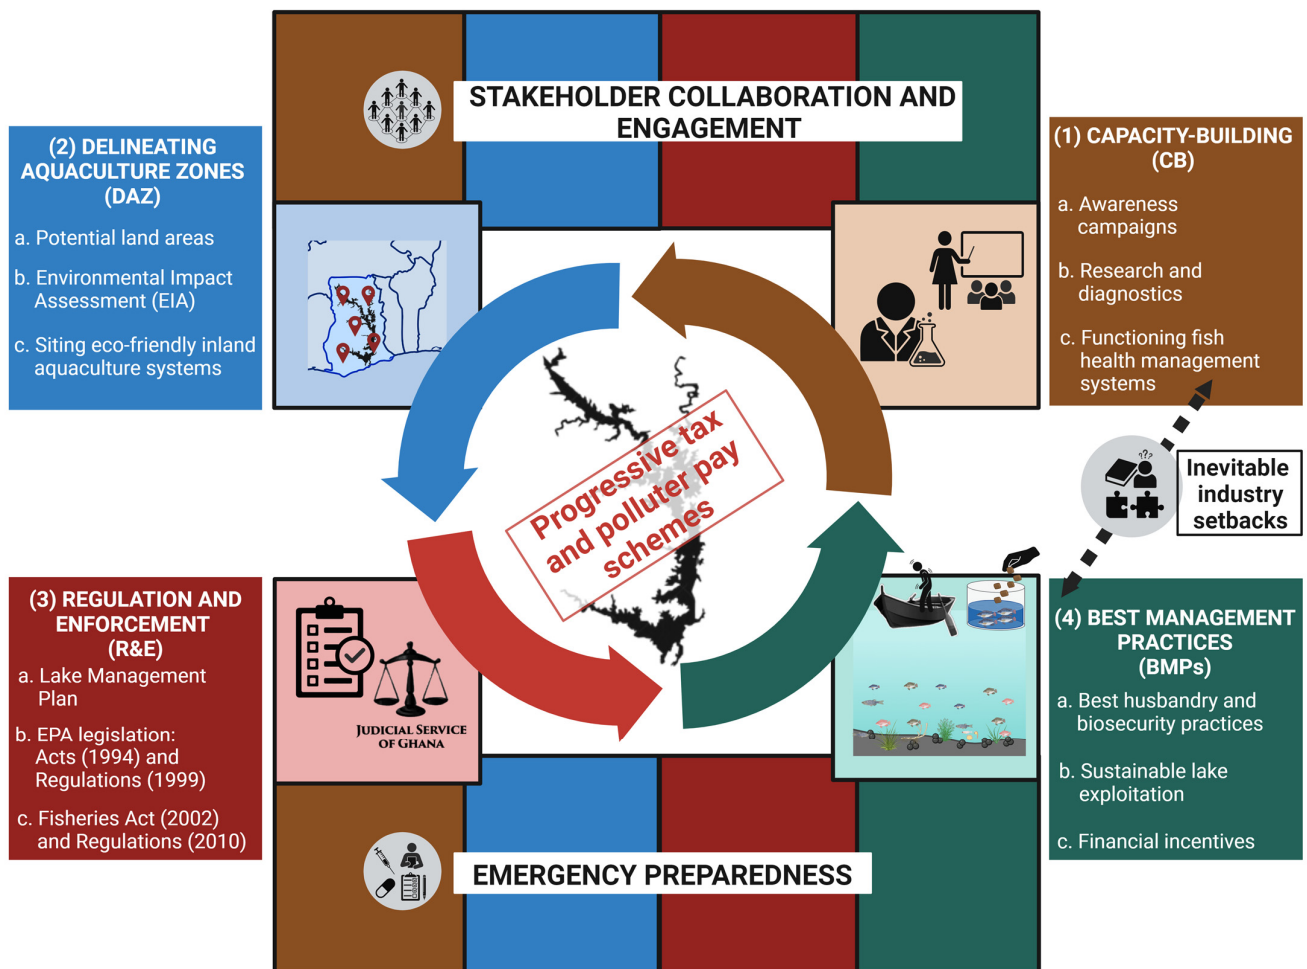 STAKEHOLDER COLLABORATION AND
ENGAGEMENT
(2) DELINEATING
AQUACULTURE ZONES
(DAZ)
a. Potential land areas
b. Environmental Impact
Assessment (EIA)
c. Siting eco-friendly inland
aquaculture systems
(1) CAPACITY-BUILDING
(CB)
a. Awareness
campaigns
b. Research and
diagnostics
c. Functioning fish
health management
systems
Progressive tax
and polluter pay
schemes
???
Inevitable
industry
setbacks
(3) REGULATION AND
ENFORCEMENT
(R&E)
a. Lake Management
Plan
b. EPA legislation:
Acts (1994) and
Regulations (1999)
c. Fisheries Act (2002)
and Regulations (2010)
JUDICIAL SERVICE
OF GHANA
(4) BEST MANAGEMENT
PRACTICES
(BMPs)
a. Best husbandry and
biosecurity practices
b. Sustainable lake
exploitation
c. Financial incentives
EMERGENCY PREPAREDNESS